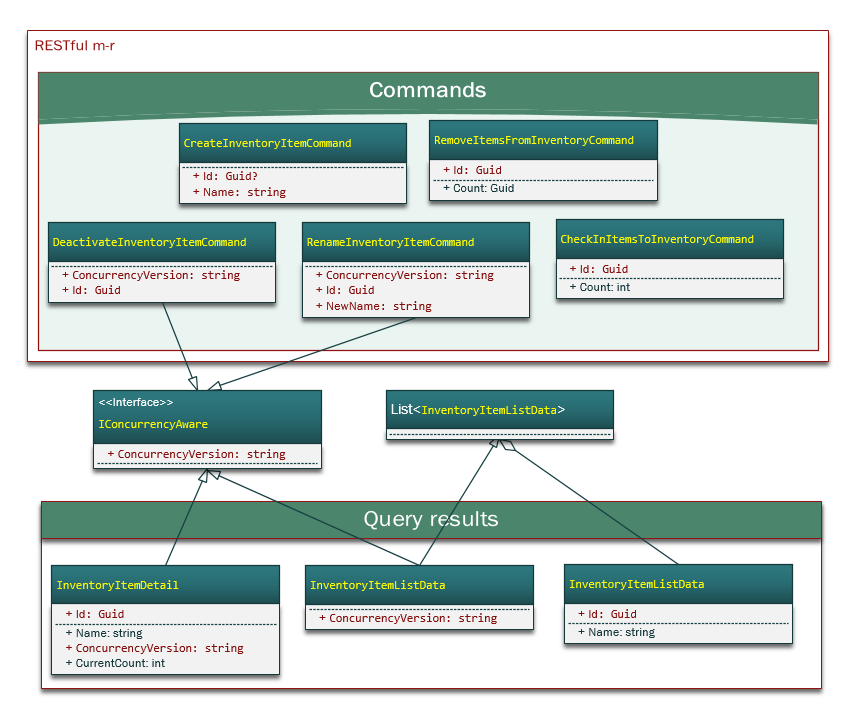 RESTful m-r
Commands
CreateInventoryItemCommand
+ Id: Guid?
+ Name: string
RemoveItemsFromInventoryCommand
+ Id: Guid
+ Count: Guid
DeactivateInventoryItemCommand
+ ConcurrencyVersion: string
+ Id: Guid
RenameInventoryItemCommand
+ ConcurrencyVersion: string
+ Id: Guid
+ NewName: string
CheckInItemsToInventoryCommand
+ Id: Guid
+ Count: int
<<Interface>>
IConcurrencyAware
+ ConcurrencyVersion: string
List<InventoryItemListData>
Query results
InventoryItemDetail
+ Id: Guid
+ Name: string
+ ConcurrencyVersion: string
+ CurrentCount: int
InventoryItemListData
+ ConcurrencyVersion: string
InventoryItemListData
+ Id: Guid
+ Name: string